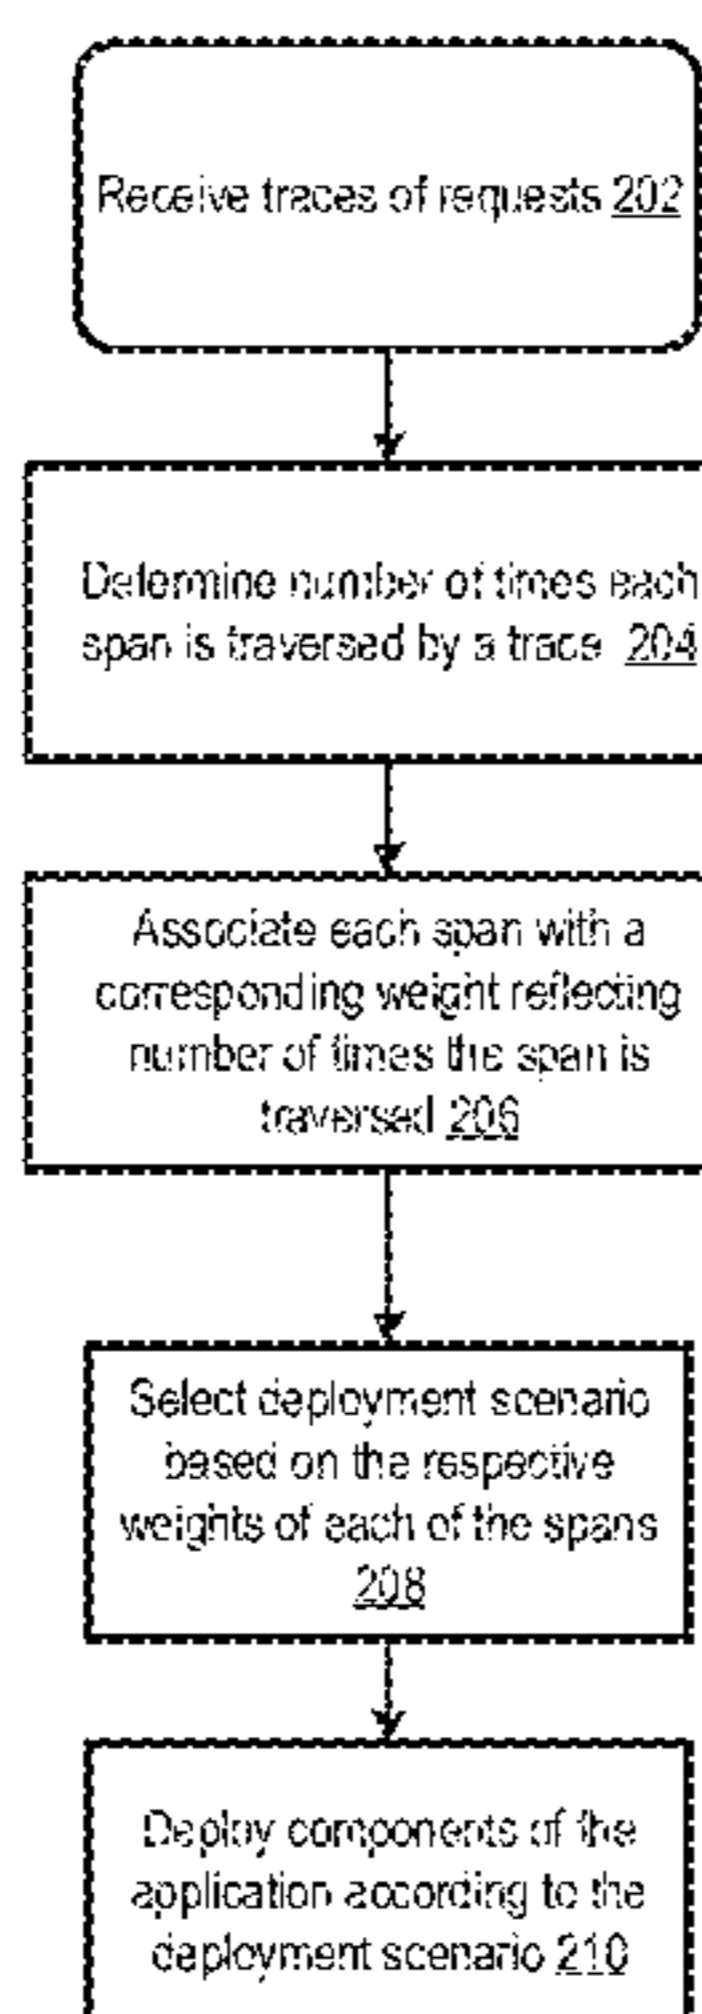 Receive traces of requests 202
Determine number of times each
span is traversed by a trace 204
Associate each span with a
corresponding weight reflecting
number of times the span is
traversed 206
Select deployment scenario
based on the respective
weights of each of the spans
208
Deploy components of the
application according to the
deployment scenario 210